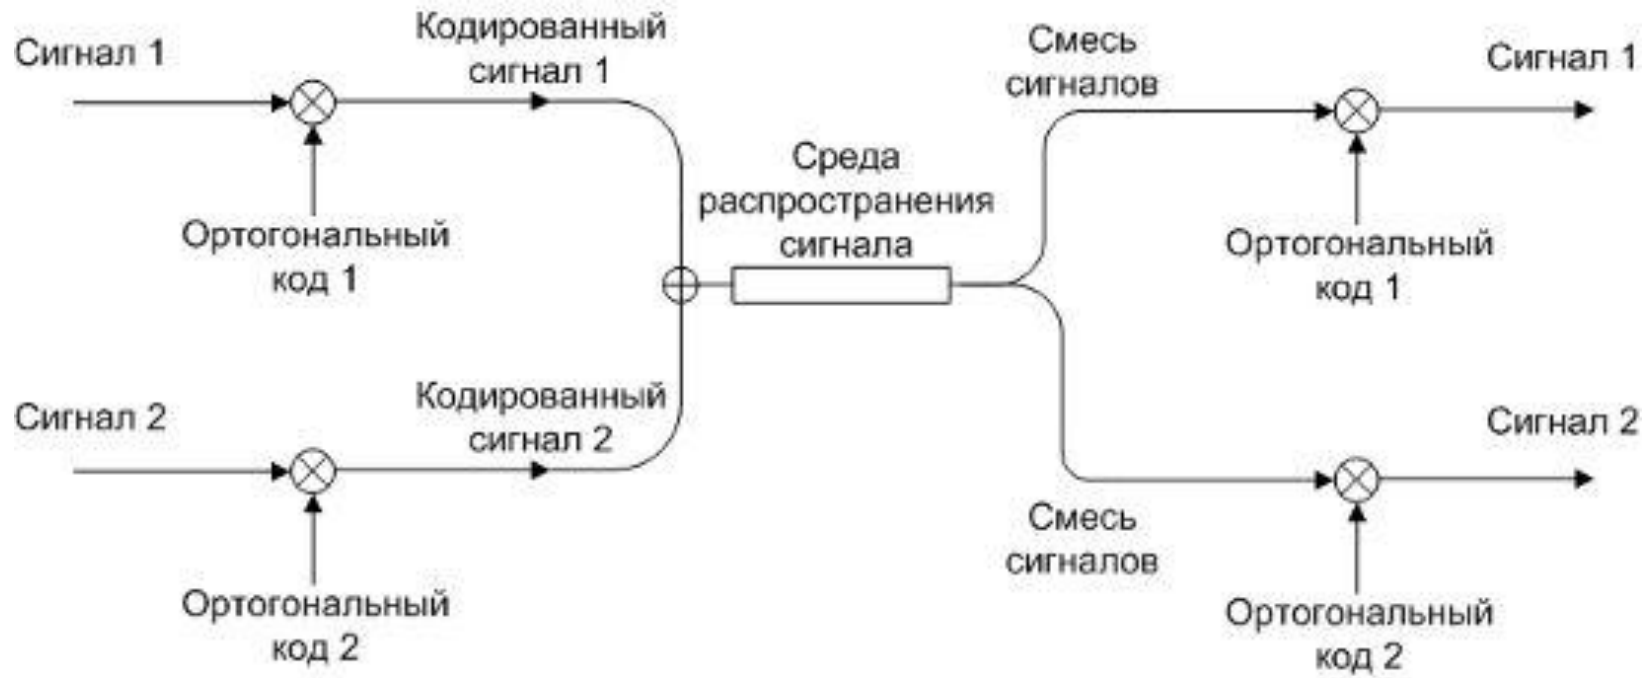 Сигнал 1
Кодированный
сигнал 1
Ортогональный
код 1
Сигнал 2
Кодированный
сигнал 2
Ортогональный
код 2
Среда
распространения
сигнала
Смесь
сигналов
Сигнал 1
Ортогональный
код 1
Смесь
сигналов
Сигнал 2
Ортогональный
код 2